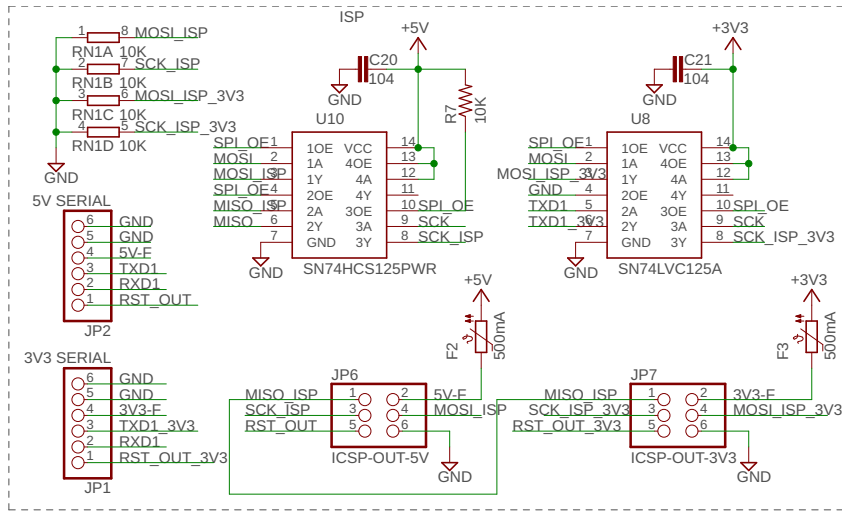 ISP
1 8 MOSI_ISP
RN1A 10K
2 7 SCK_ISP
RN1B 10K
3 6 MOSI_ISP_3V3
RN1C 10K
4 5 SCK_ISP_3V3
RN1D 10K
GND
+5V
C20
104
GND
R7
10K
U10
SPI_OE 1 1OE VCC 14
MOSI 2 1A 4OE 13
MOSI_ISP 3 1Y 4A 12
SPI_OE 4 2OE 4Y 11
MISO_ISP 5 2A 3OE 10 SPI_OE
MISO 6 2Y 3A 9 SCK
7 GND 3Y 8 SCK_ISP
GND
SN74HCS125PWR
+3V3
C21
104
GND
U8
SPI_OE 1 1OE VCC 14
MOSI 2 1A 4OE 13
MOSI_ISP_3V3 3 1Y 4A 12
GND 4 2OE 4Y 11
TXD1 5 2A 3OE 10 SPI_OE
TXD1_3V3 6 2Y 3A 9 SCK
7 GND 3Y 8 SCK_ISP_3V3
GND
SN74LVC125A
5V SERIAL
6 GND
5 GND
4 5V-F
3 TXD1
2 RXD1
1 RST_OUT
JP2
3V3 SERIAL
6 GND
5 GND
4 3V3-F
3 TXD1_3V3
2 RXD1
1 RST_OUT_3V3
JP1
+5V
F2
500mA
JP6
MISO_ISP 1 2 5V-F
SCK_ISP 3 4 MOSI_ISP
RST_OUT 5 6
ICSP-OUT-5V
GND
+3V3
F3
500mA
JP7
MISO_ISP 1 2 3V3-F
SCK_ISP_3V3 3 4 MOSI_ISP_3V3
RST_OUT_3V3 5 6
ICSP-OUT-3V3
GND